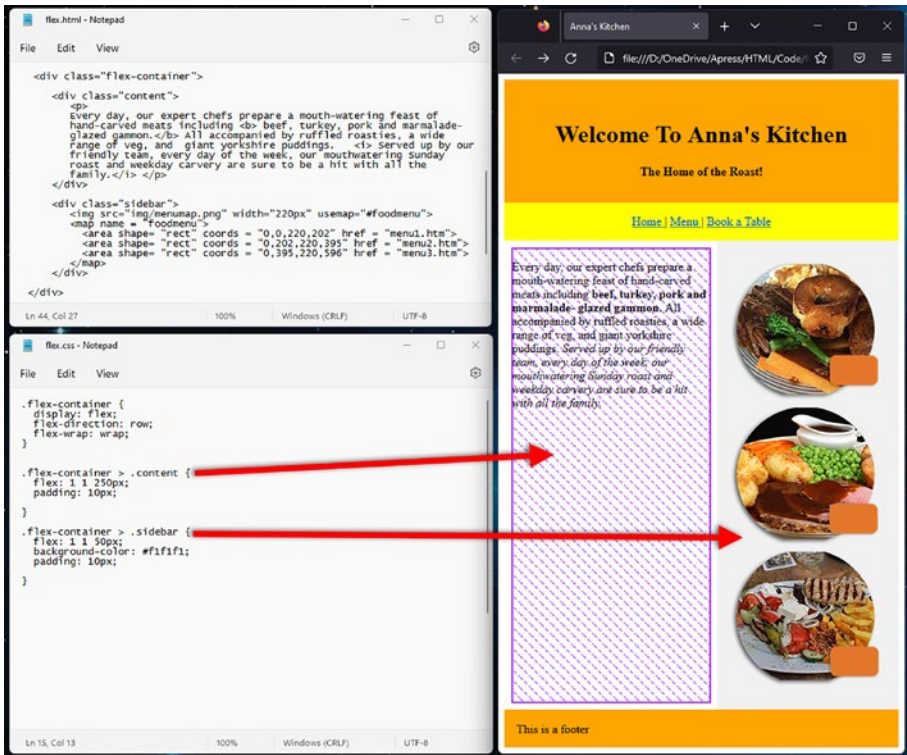 flex.html - Notepad
File Edit View
<div class="flex-container">
<div class="content">
<p>
Every day, our expert chefs prepare a mouth-watering feast of
hand-carved meats including <b> beef, turkey, pork and marmalade-
glazed gammon.</b> All accompanied by ruffled roasties, a wide
range of veg, and giant yorkshire puddings. <i> Served up by our
friendly team, every day of the week, our mouthwatering Sunday
roast and weekday carvery are sure to be a hit with all the
family.</i> </p>
</div>
<div class="sidebar">
<img src="img/menumap.png" width="220px" usemap="#foodmenu">
<map name = "foodmenu">
<area shape= "rect" coords = "0,0,220,202" href = "menu1.htm">
<area shape= "rect" coords = "0,202,220,395" href = "menu2.htm">
<area shape= "rect" coords = "0,395,220,596" href = "menu3.htm">
</map>
</div>
</div>
Ln 44, Col 27 100% Windows (CRLF) UTF-8
flex.css - Notepad
File Edit View
.flex-container {
display: flex;
flex-direction: row;
flex-wrap: wrap;
}
.flex-container > .content {
flex: 1 1 250px;
padding: 10px;
}
.flex-container > .sidebar {
flex: 1 1 50px;
background-color: #f1f1f1;
padding: 10px;
}
Ln 15, Col 13 100% Windows (CRLF) UTF-8
Anna's Kitchen
file:///D:/OneDrive/Apress/HTML/Code/
Welcome To Anna's Kitchen
The Home of the Roast!
Home | Menu | Book a Table
Every day, our expert chefs prepare a
mouth-watering feast of hand-carved
meats including beef, turkey, pork and
marmalade- glazed gammon. All
accompanied by ruffled roasties, a wide
range of veg, and giant yorkshire
puddings. Served up by our friendly
team, every day of the week, our
mouthwatering Sunday roast and
weekday carvery are sure to be a hit
with all the family.
This is a footer